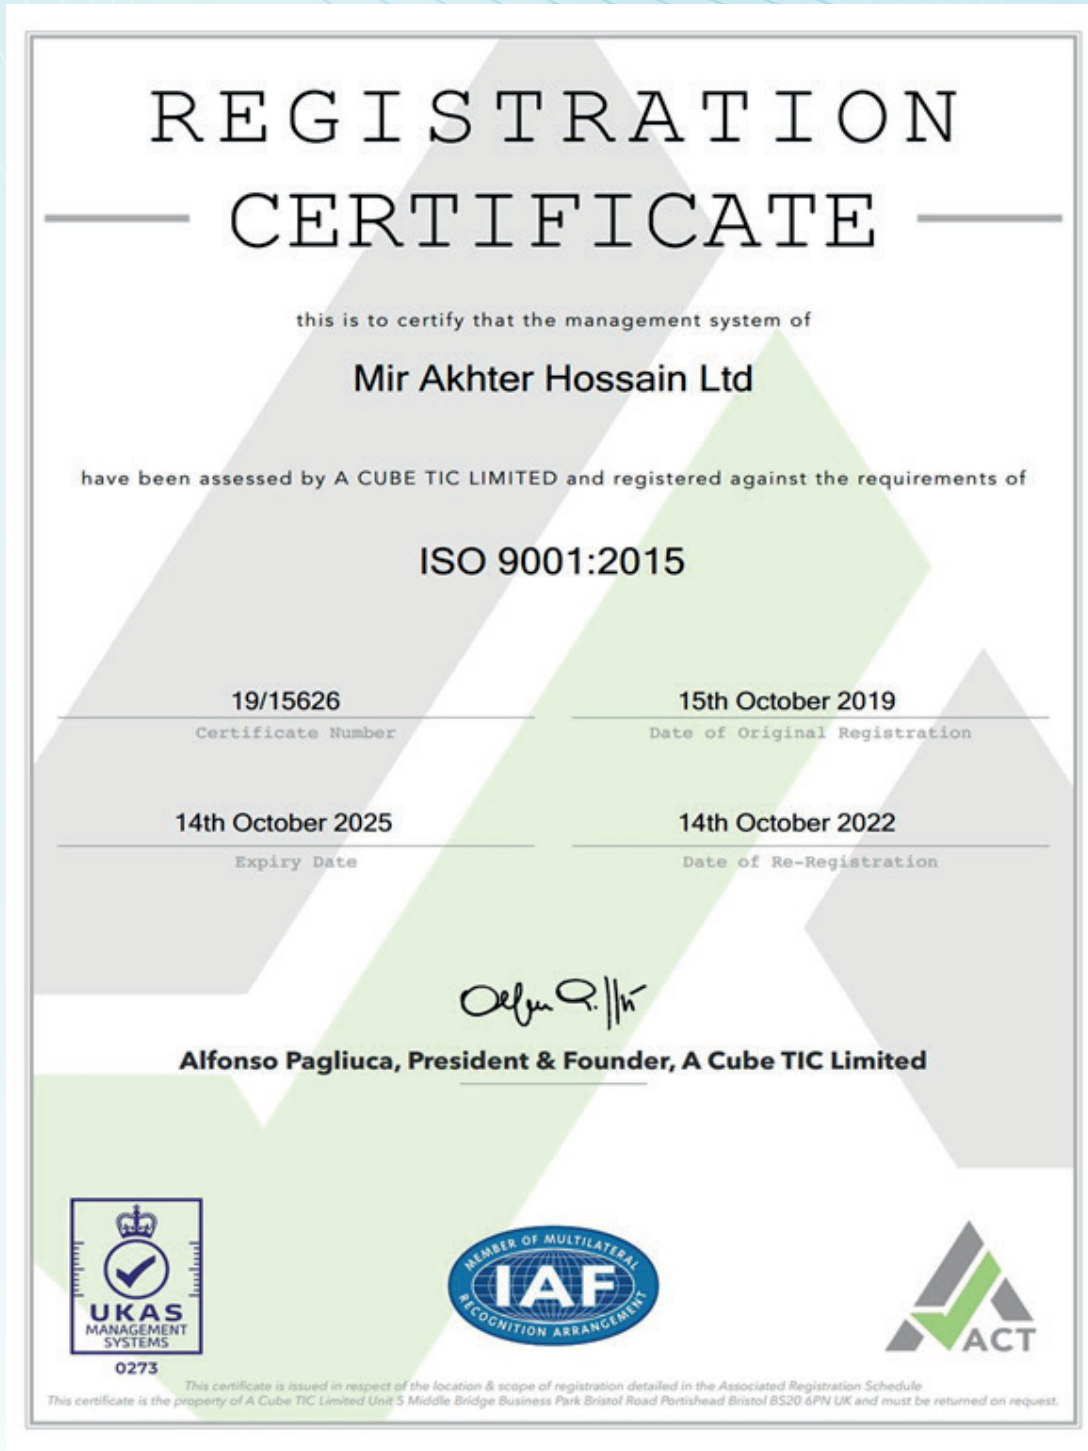 REGISTRATION
CERTIFICATE
this is to certify that the management system of
Mir Akhter Hossain Ltd
have been assessed by A CUBE TIC LIMITED and registered against the requirements of
ISO 9001:2015
19/15626
Certificate Number
15th October 2019
Date of Original Registration
14th October 2025
Expiry Date
14th October 2022
Date of Re-Registration
Alfonso Pagliuca, President & Founder, A Cube TIC Limited
UKAS
MANAGEMENT
SYSTEMS
0273
MEMBER OF MULTILATERAL
IAF
RECOGNITION ARRANGEMENT
ACT
This certificate is issued in respect of the location & scope of registration detailed in the Associated Registration Schedule
This certificate is the property of A Cube TIC Limited Unit 5 Middle Bridge Business Park Bristol Road Portishead Bristol BS20 6PN UK and must be returned on request.